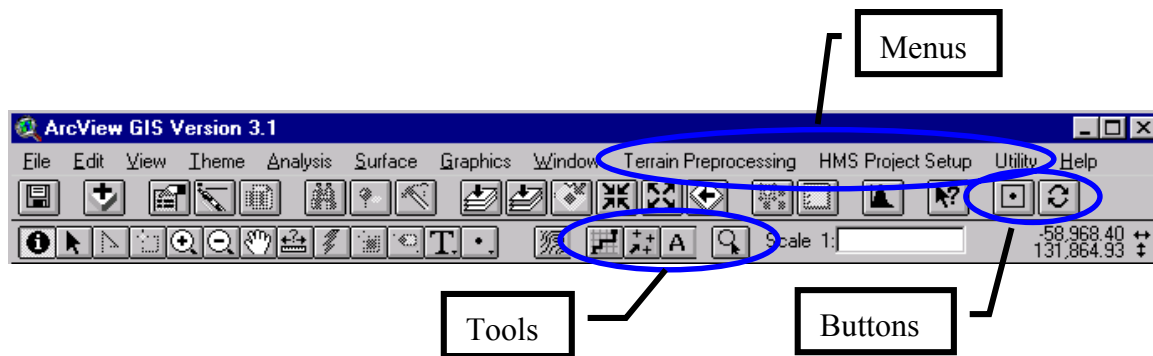 Menus
ArcView GIS Version 3.1
File Edit View Theme Analysis Surface Graphics Window Terrain Preprocessing HMS Project Setup Utility Help
T A Scale 1: -58,968.40
131,864.93
Tools
Buttons